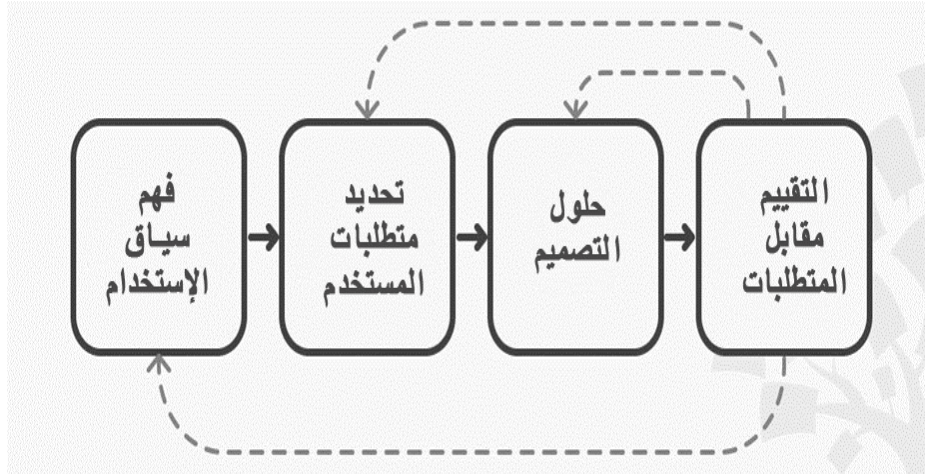 فهم
سياق
الإستخدام
تحديد
متطلبات
المستخدم
حلول
التصميم
التقييم
مقابل
المتطلبات